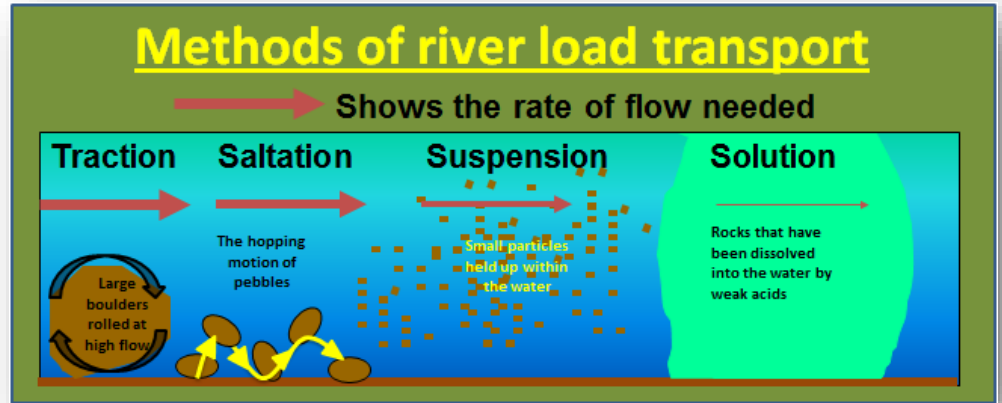 Methods of river load transport
Shows the rate of flow needed
Traction
Saltation
Suspension
Solution
Large
boulders
rolled at
high flow
The hopping
motion of
pebbles
Small particles
held up within
the water
Rocks that have
been dissolved
into the water by
weak acids